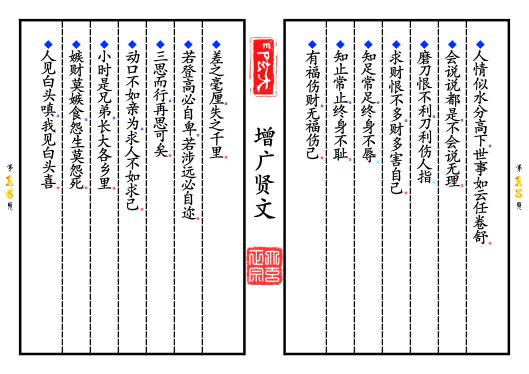 人情似水分高下。世事如云任卷舒。
会说说都是。不会说无理。
磨刀恨不利。刀利伤人指。
求财恨不多。财多害自己。
知足常足。终身不辱。
知止常止。终身不耻。
有福伤财。无福伤己。
增广贤文
差之毫厘。失之千里。
若登高必自卑。若涉远必自迩。
三思而行。再思可矣。
动口不如亲为。求人不如求己。
小时是兄弟。长大各乡里。
嫉财莫嫉食。怨生莫怨死。
人见白头嗔。我见白头喜。